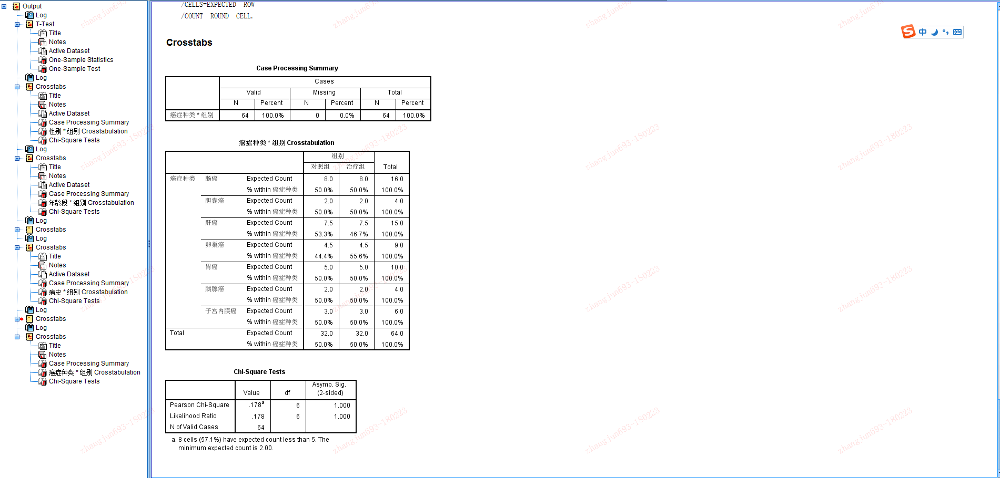 Output
Log
T-Test
Title
Notes
Active Dataset
One-Sample Statistics
One-Sample Test
Log
Crosstabs
Title
Notes
Active Dataset
Case Processing Summary
性别 * 组别 Crosstabulation
Chi-Square Tests
Log
Crosstabs
Title
Notes
Active Dataset
Case Processing Summary
年龄段 * 组别 Crosstabulation
Chi-Square Tests
Log
Crosstabs
Log
Crosstabs
Title
Notes
Active Dataset
Case Processing Summary
病史 * 组别 Crosstabulation
Chi-Square Tests
Log
Crosstabs
Log
Crosstabs
Title
Notes
Case Processing Summary
癌症种类 * 组别 Crosstabulation
Chi-Square Tests
/CELLS=EXPECTED ROW
/COUNT ROUND CELL.
中
Crosstabs
Case Processing Summary
Cases
Valid Missing Total
N Percent N Percent N Percent
癌症种类 * 组别 64 100.0% 0 0.0% 64 100.0%
癌症种类 * 组别 Crosstabulation
组别
对照组 治疗组 Total
癌症种类 肠癌 Expected Count 8.0 8.0 16.0
% within 癌症种类 50.0% 50.0% 100.0%
胆囊癌 Expected Count 2.0 2.0 4.0
% within 癌症种类 50.0% 50.0% 100.0%
肝癌 Expected Count 7.5 7.5 15.0
% within 癌症种类 53.3% 46.7% 100.0%
卵巢癌 Expected Count 4.5 4.5 9.0
% within 癌症种类 44.4% 55.6% 100.0%
胃癌 Expected Count 5.0 5.0 10.0
% within 癌症种类 50.0% 50.0% 100.0%
胰腺癌 Expected Count 2.0 2.0 4.0
% within 癌症种类 50.0% 50.0% 100.0%
子宫内膜癌 Expected Count 3.0 3.0 6.0
% within 癌症种类 50.0% 50.0% 100.0%
Total Expected Count 32.0 32.0 64.0
% within 癌症种类 50.0% 50.0% 100.0%
Chi-Square Tests
Value df Asymp. Sig. (2-sided)
Pearson Chi-Square .178a 6 1.000
Likelihood Ratio .178 6 1.000
N of Valid Cases 64
a. 8 cells (57.1%) have expected count less than 5. The
minimum expected count is 2.00.
zhangjun693-180223